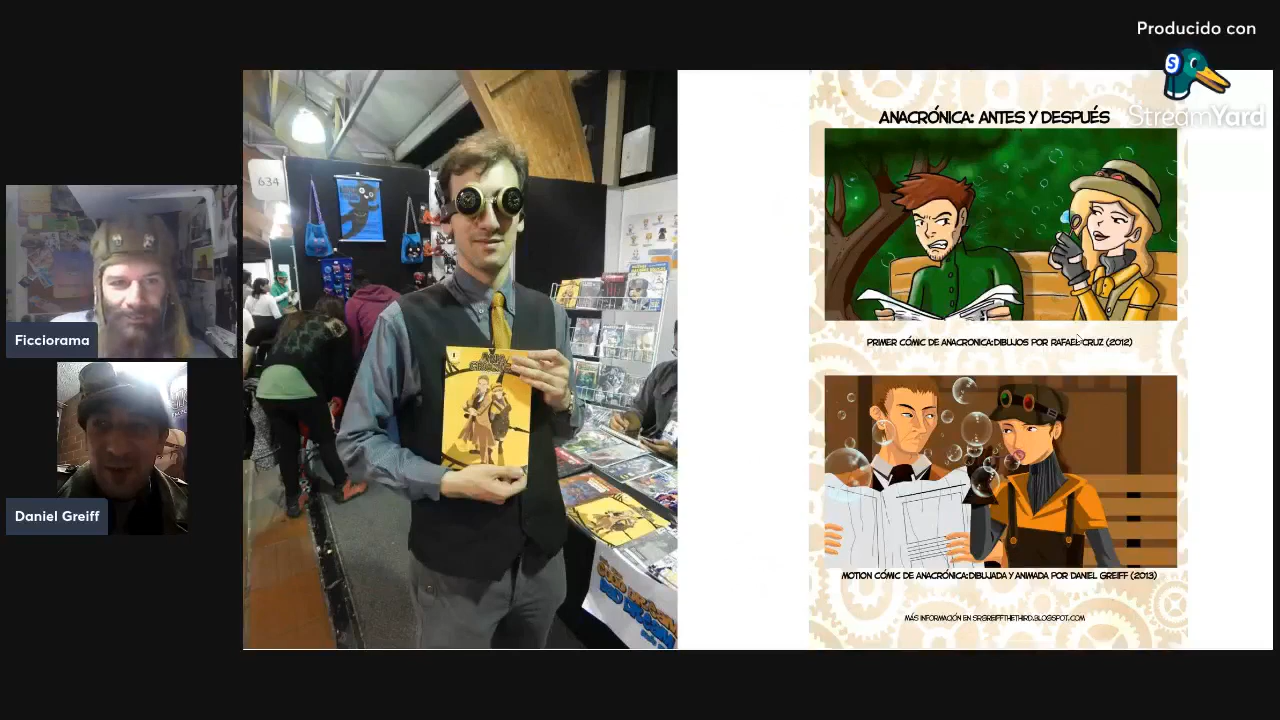 Producido con
StreamYard
634
Ficciorama
Daniel Greiff
ANACRÓNICA: ANTES Y DESPUÉS
PRIMER CÓMIC DE ANACRONICA:DIBUJOS POR RAFAEL CRUZ (2012)
MOTION CÓMIC DE ANACRÓNICA:DIBUJADA Y ANIMADA POR DANIEL GREIFF (2013)
MÁS INFORMACIÓN EN SRGREIFFTHETHIRD.BLOGSPOT.COM